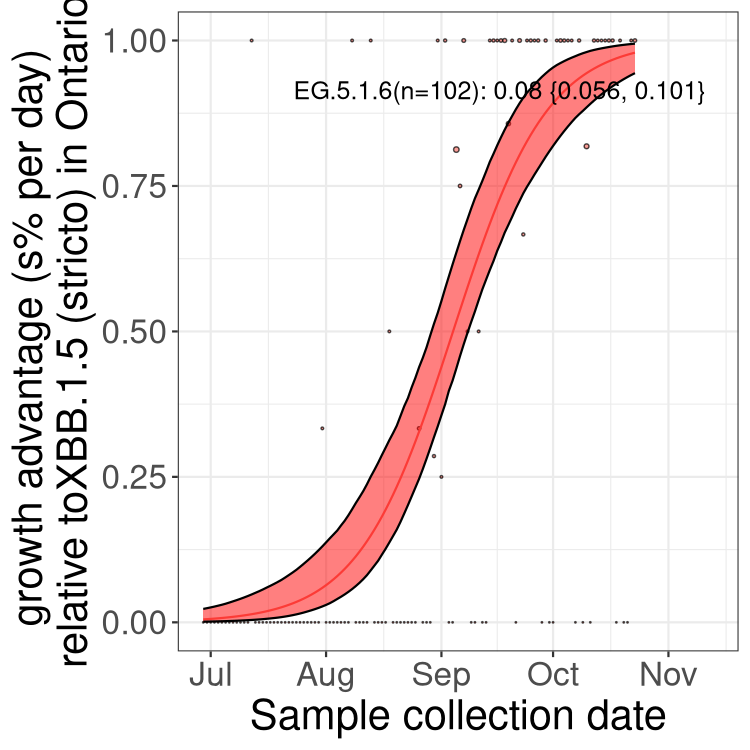 growth advantage (s% per day)
relative toXBB.1.5 (stricto) in Ontario
1.00
0.75
0.50
0.25
0.00
EG.5.1.6(n=102): 0.08 {0.056, 0.101}
Jul Aug Sep Oct Nov
Sample collection date